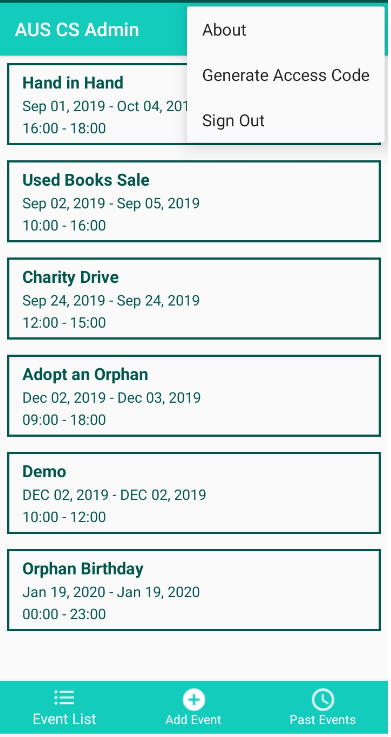 AUS CS Admin
About
Generate Access Code
Sign Out
Hand in Hand
Sep 01, 2019 - Oct 04, 201
16:00 - 18:00
Used Books Sale
Sep 02, 2019 - Sep 05, 2019
10:00 - 16:00
Charity Drive
Sep 24, 2019 - Sep 24, 2019
12:00 - 15:00
Adopt an Orphan
Dec 02, 2019 - Dec 03, 2019
09:00 - 18:00
Demo
DEC 02, 2019 - DEC 02, 2019
10:00 - 12:00
Orphan Birthday
Jan 19, 2020 - Jan 19, 2020
00:00 - 23:00
Event List
Add Event
Past Events